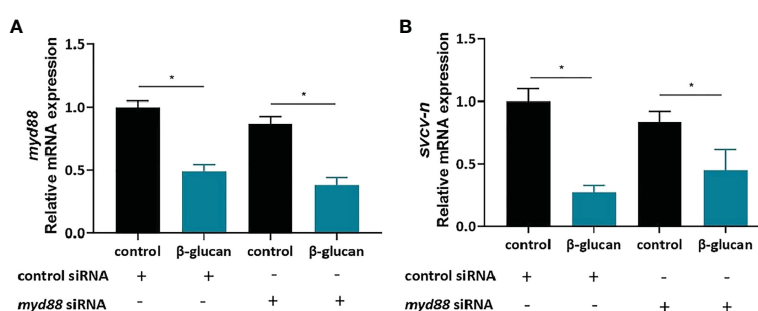 A
myd88
Relative mRNA expression
1.5
1.0
0.5
0.0
*
*
control β-glucan control β-glucan
control siRNA + + - -
myd88 siRNA - - + +
B
svcv-n
Relative mRNA expression
1.5
1.0
0.5
0.0
*
*
control β-glucan control β-glucan
control siRNA + + - -
myd88 siRNA - - + +